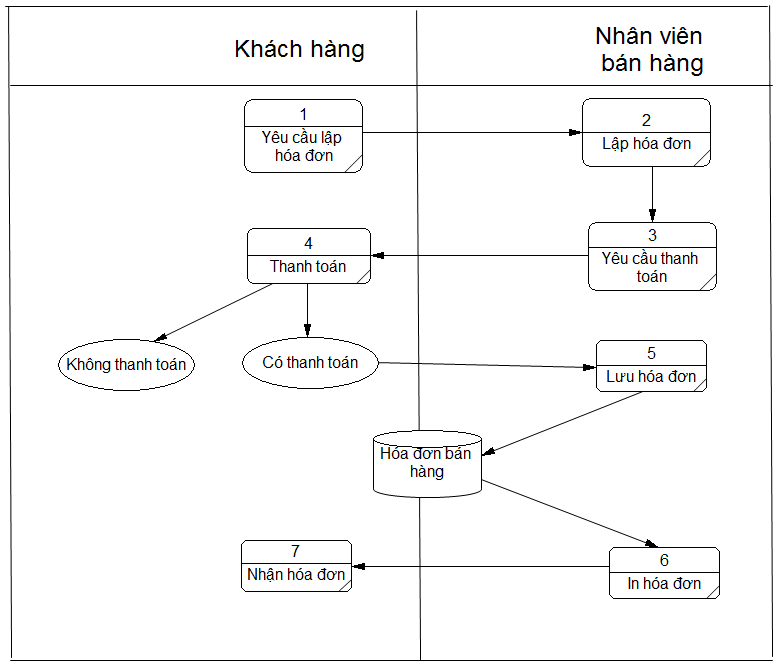 Khách hàng
Nhân viên
bán hàng
1
Yêu cầu lập
hóa đơn
2
Lập hóa đơn
3
Yêu cầu thanh
toán
4
Thanh toán
Không thanh toán
Có thanh toán
5
Lưu hóa đơn
Hóa đơn bán
hàng
6
In hóa đơn
7
Nhận hóa đơn